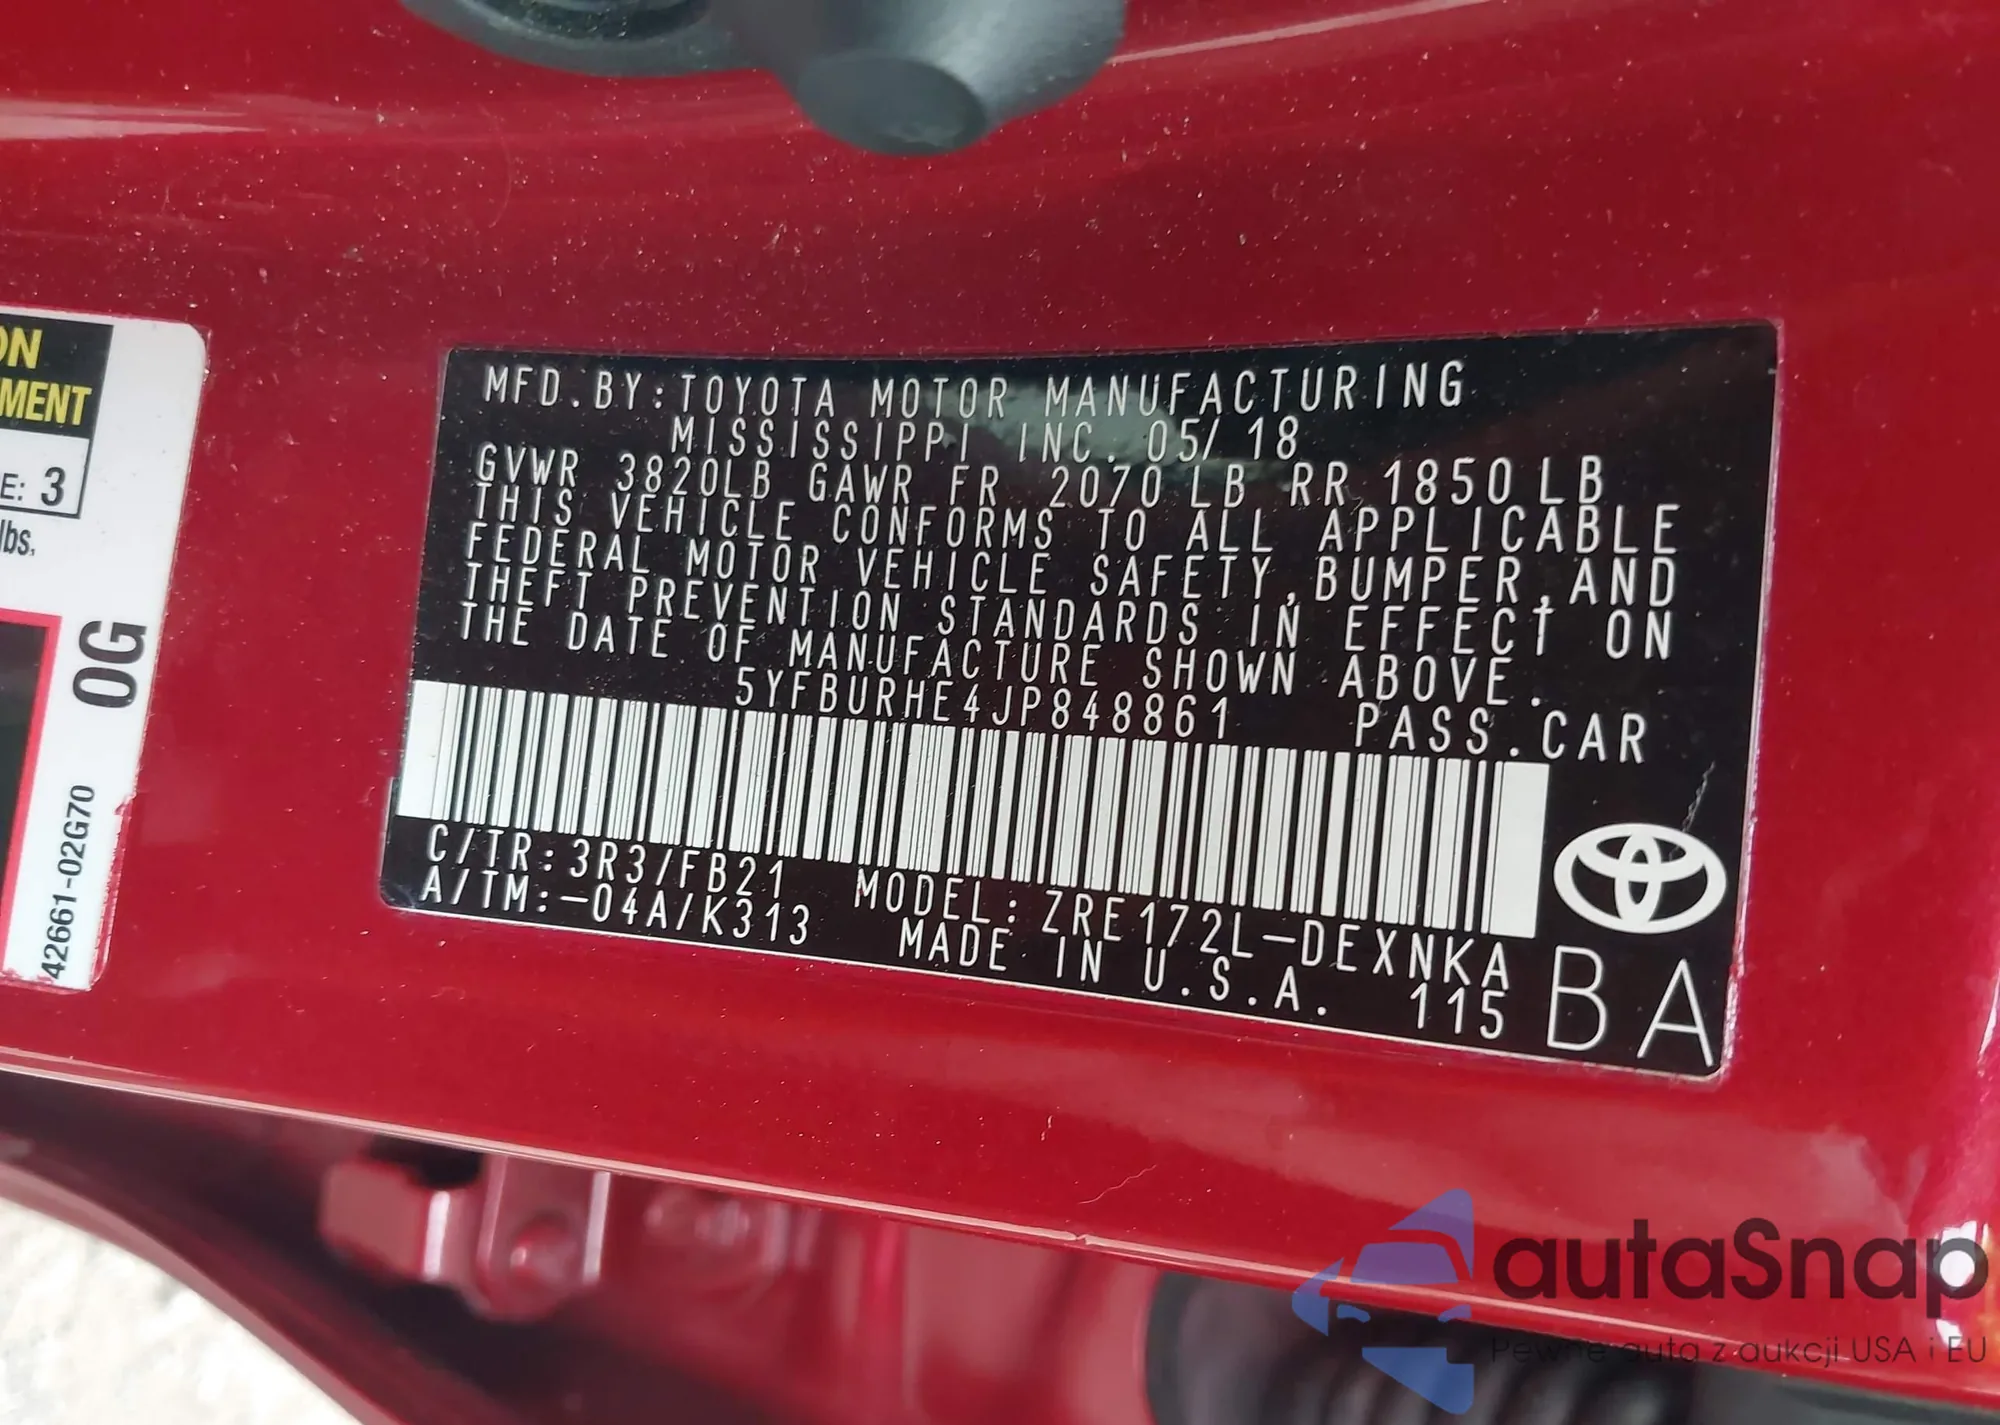 ON
MENT
E: 3
lbs.
0G
42661-02G70
MFD.BY:TOYOTA MOTOR MANUFACTURING
MISSISSIPPI INC. 05/18
GVWR 3820LB GAWR FR 2070LB RR 1850LB
THIS VEHICLE CONFORMS TO ALL APPLICABLE
FEDERAL MOTOR VEHICLE SAFETY,BUMPER,AND
THEFT PREVENTION STANDARDS IN EFFECT ON
THE DATE OF MANUFACTURE SHOWN ABOVE.
5YFBURHE4JP848861 PASS.CAR
C/TR:3R3/FB21 MODEL:ZRE172L-DEXNKA
A/TM:-04A/K313 MADE IN U.S.A. 115
BA
autaSnap
Pewne auta z aukcji USA i EU